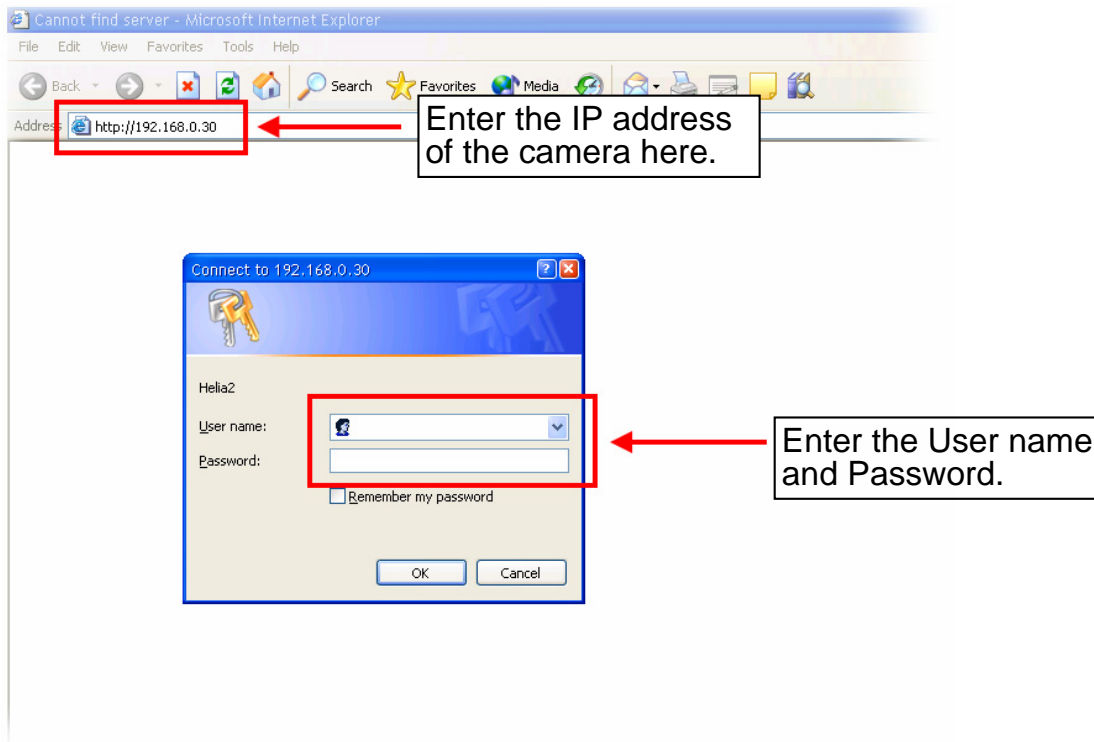 Cannot find server - Microsoft Internet Explorer
File Edit View Favorites Tools Help
Back Search Favorites Media
Address http://192.168.0.30
Enter the IP address
of the camera here.
Connect to 192.168.0.30
Helia2
User name:
Password:
Remember my password
OK Cancel
Enter the User name
and Password.